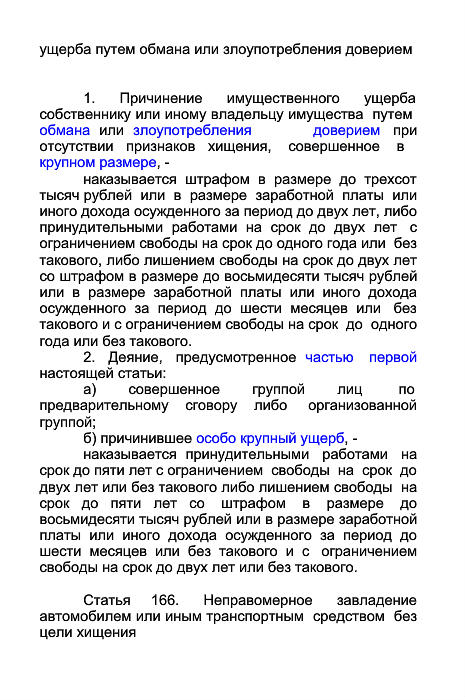 ущерба путем обмана или злоупотребления доверием
1. Причинение имущественного ущерба
собственнику или иному владельцу имущества путем
обмана или злоупотребления доверием при
отсутствии признаков хищения, совершенное в
крупном размере, -
наказывается штрафом в размере до трехсот
тысяч рублей или в размере заработной платы или
иного дохода осужденного за период до двух лет, либо
принудительными работами на срок до двух лет с
ограничением свободы на срок до одного года или без
такового, либо лишением свободы на срок до двух лет
со штрафом в размере до восьмидесяти тысяч рублей
или в размере заработной платы или иного дохода
осужденного за период до шести месяцев или без
такового и с ограничением свободы на срок до одного
года или без такового.
2. Деяние, предусмотренное частью первой
настоящей статьи:
а) совершенное группой лиц по
предварительному сговору либо организованной
группой;
б) причинившее особо крупный ущерб, -
наказывается принудительными работами на
срок до пяти лет с ограничением свободы на срок до
двух лет или без такового либо лишением свободы на
срок до пяти лет со штрафом в размере до
восьмидесяти тысяч рублей или в размере заработной
платы или иного дохода осужденного за период до
шести месяцев или без такового и с ограничением
свободы на срок до двух лет или без такового.
Статья 166. Неправомерное завладение
автомобилем или иным транспортным средством без
цели хищения